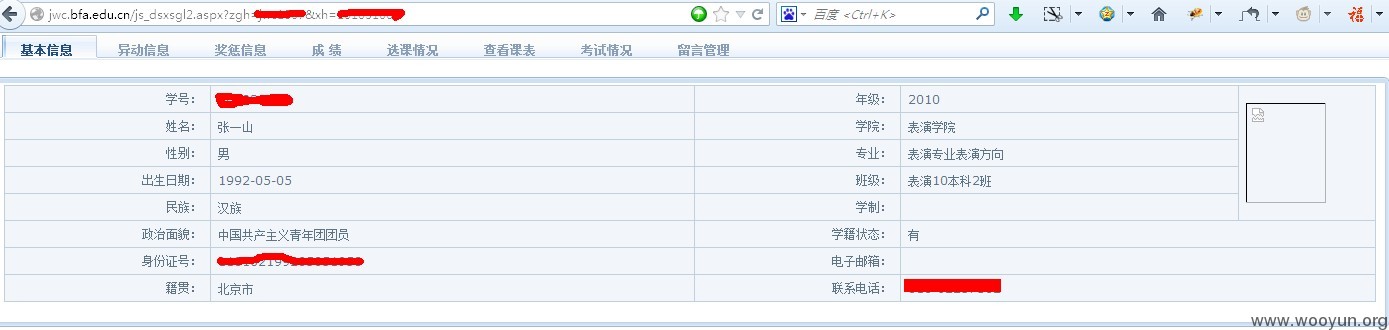 jwc.bfa.edu.cn/js_dsxsgl2.aspx?zgh= &xh=
百度 <Ctrl+K>
福
基本信息 异动信息 奖惩信息 成 绩 选课情况 查看课表 考试情况 留言管理
学号: 年级: 2010
姓名: 张一山 学院: 表演学院
性别: 男 专业: 表演专业表演方向
出生日期: 1992-05-05 班级: 表演10本科2班
民族: 汉族 学制:
政治面貌: 中国共产主义青年团团员 学籍状态: 有
身份证号: 电子邮箱:
籍贯: 北京市 联系电话:
www.wooyun.org